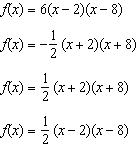 f(x) = 6(x − 2)(x − 8)
f(x) = −1/2 (x + 2)(x + 8)
f(x) = 1/2 (x + 2)(x + 8)
f(x) = 1/2 (x − 2)(x − 8)